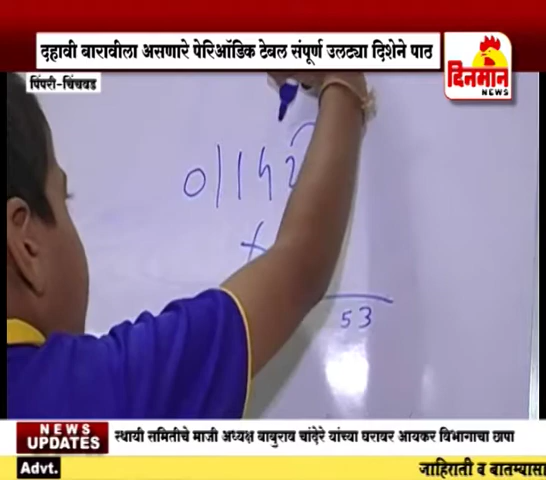 दहावी बारावीला असणारे पेरिऑडिक टेबल संपूर्ण उलट्या दिशेने पाठ
दिनमान
NEWS
पिंपरी-चिंचवड
53
NEWS
UPDATES
स्थायी समितीचे माजी अध्यक्ष बाबुराव चांदेरे यांच्या घरावर आयकर विभागाचा छापा
Advt.
जाहिराती व बातम्यासा